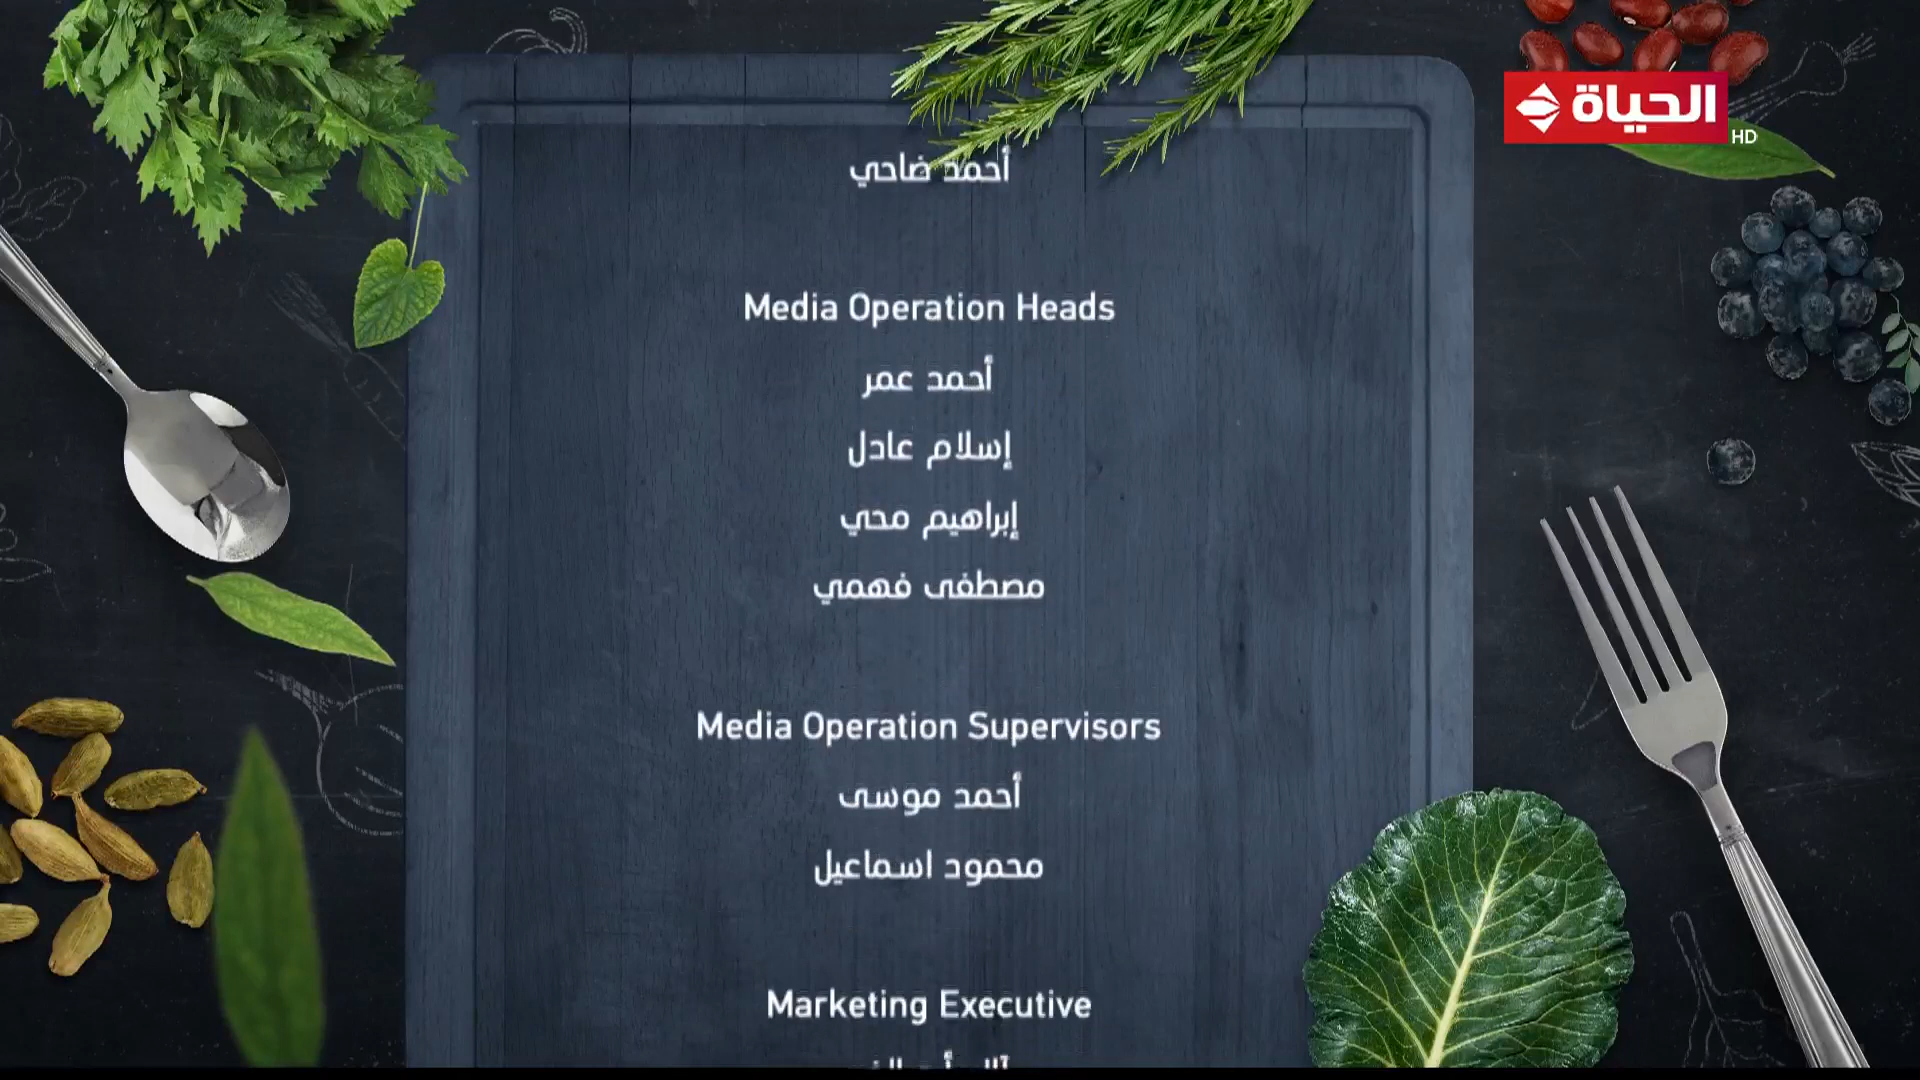 الحياة
HD
أحمد ضاحي
Media Operation Heads
أحمد عمر
إسلام عادل
إبراهيم محي
مصطفى فهمي
Media Operation Supervisors
أحمد موسى
محمود اسماعيل
Marketing Executive